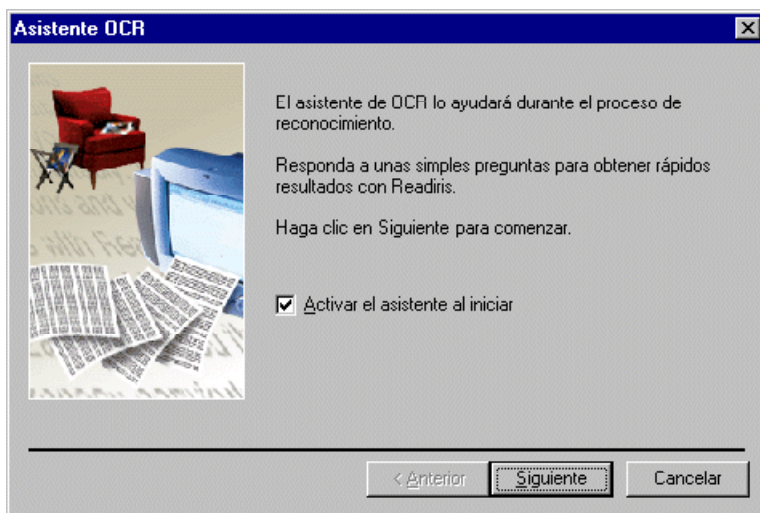 Asistente OCR
El asistente de OCR lo ayudará durante el proceso de
reconocimiento.
Responda a unas simples preguntas para obtener rápidos
resultados con Readiris.
Haga clic en Siguiente para comenzar.
Activar el asistente al iniciar
< Anterior Siguiente Cancelar